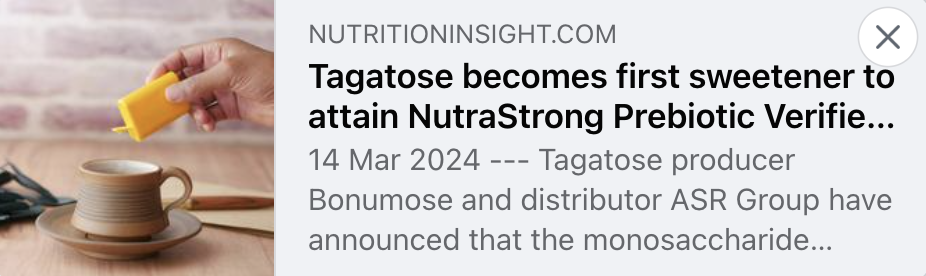 NUTRITIONINSIGHT.COM
Tagatose becomes first sweetener to
attain NutraStrong Prebiotic Verifie...
14 Mar 2024 --- Tagatose producer
Bonumose and distributor ASR Group have
announced that the monosaccharide...